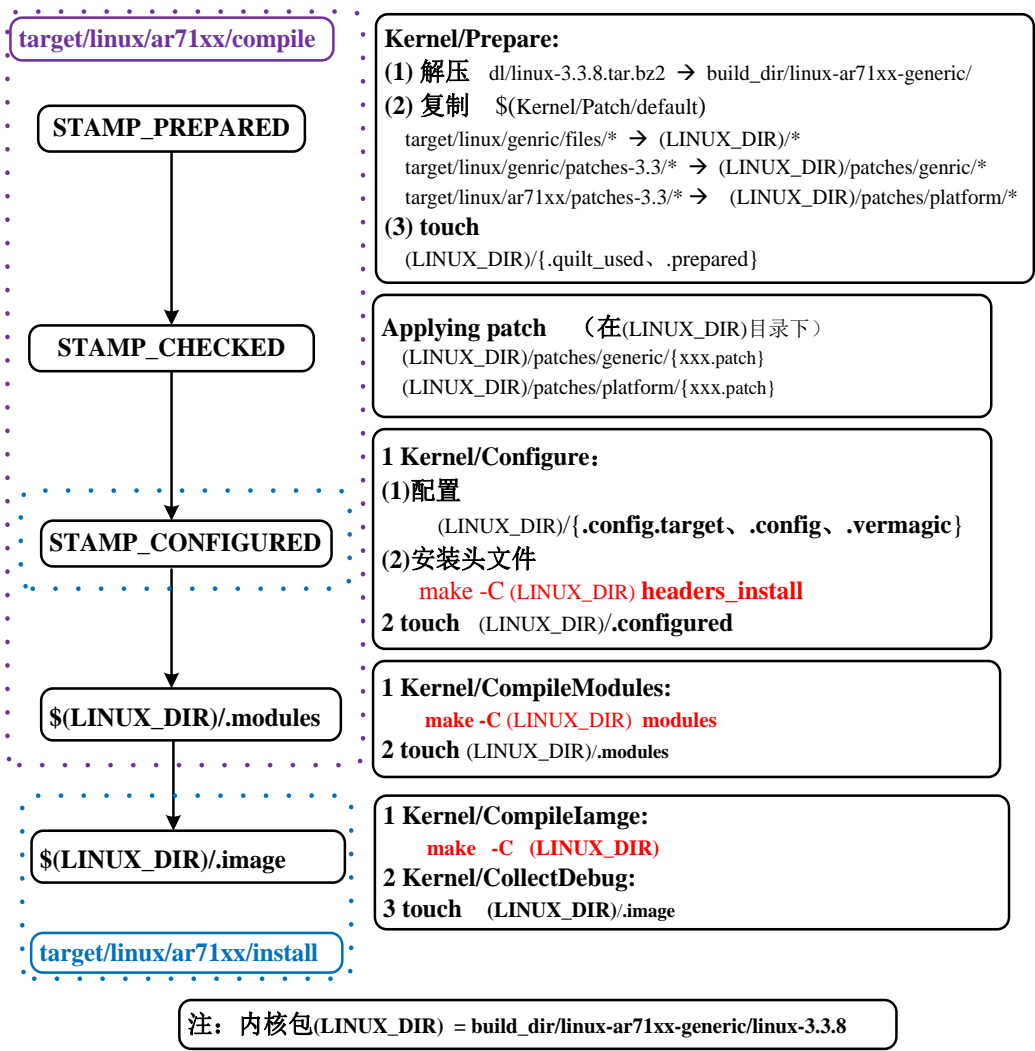 target/linux/ar71xx/compile
STAMP_PREPARED
STAMP_CHECKED
STAMP_CONFIGURED
$(LINUX_DIR)/.modules
$(LINUX_DIR)/.image
target/linux/ar71xx/install
Kernel/Prepare:
(1) 解压 dl/linux-3.3.8.tar.bz2 → build_dir/linux-ar71xx-generic/
(2) 复制 $(Kernel/Patch/default)
target/linux/genric/files/* → (LINUX_DIR)/*
target/linux/genric/patches-3.3/* → (LINUX_DIR)/patches/genric/*
target/linux/ar71xx/patches-3.3/* → (LINUX_DIR)/patches/platform/*
(3) touch
(LINUX_DIR)/{.quilt_used、.prepared}
Applying patch （在(LINUX_DIR)目录下）
(LINUX_DIR)/patches/generic/{xxx.patch}
(LINUX_DIR)/patches/platform/{xxx.patch}
1 Kernel/Configure：
(1)配置
(LINUX_DIR)/{.config.target、.config、.vermagic}
(2)安装头文件
make -C (LINUX_DIR) headers_install
2 touch (LINUX_DIR)/.configured
1 Kernel/CompileModules:
make -C (LINUX_DIR) modules
2 touch (LINUX_DIR)/.modules
1 Kernel/CompileIamge:
make -C (LINUX_DIR)
2 Kernel/CollectDebug:
3 touch (LINUX_DIR)/.image
注：内核包(LINUX_DIR) = build_dir/linux-ar71xx-generic/linux-3.3.8